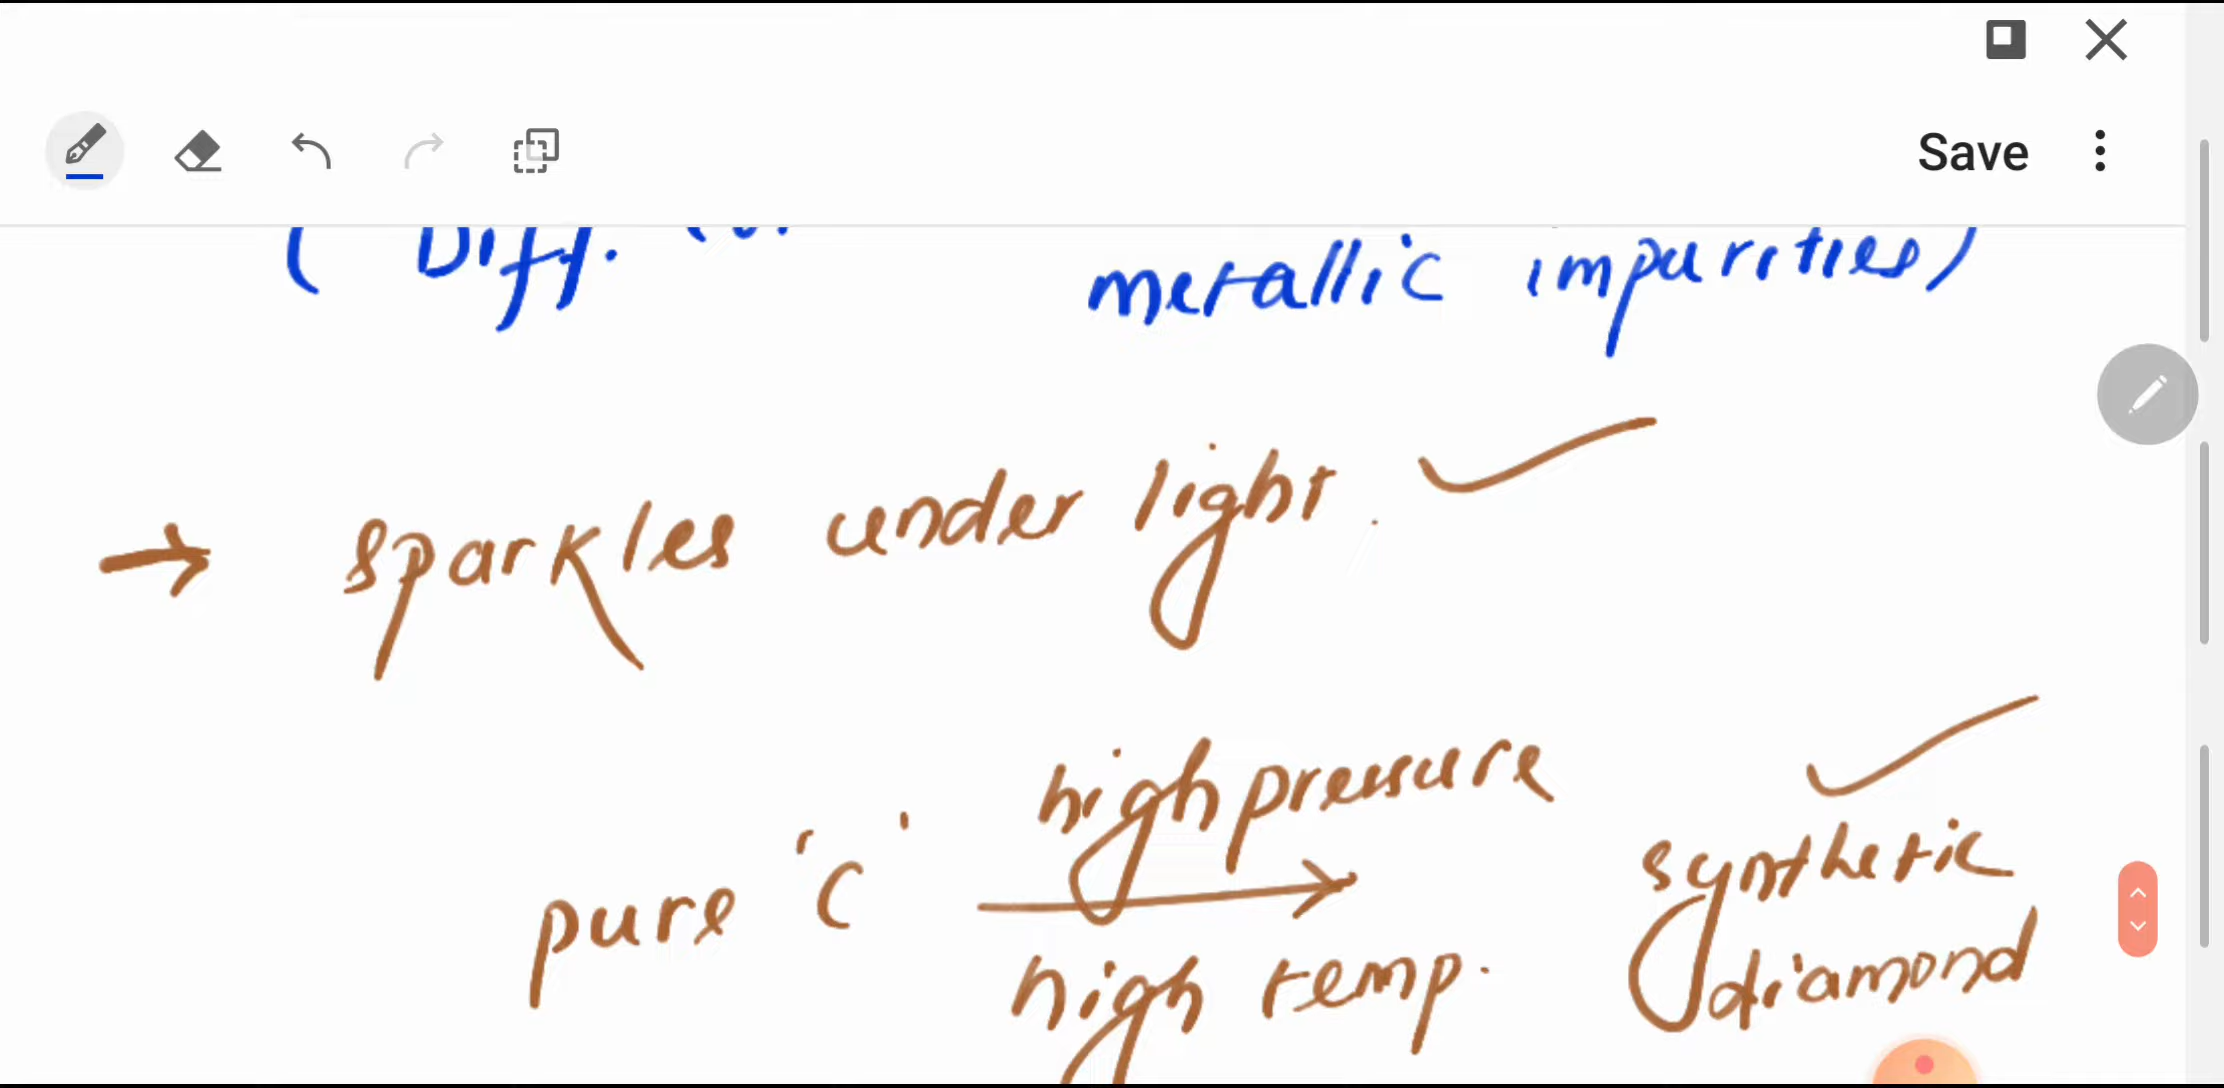 Save
( Diff.
metallic impurities)
→ sparkles under light.
high pressure
pure 'C' → synthetic
high temp. diamond